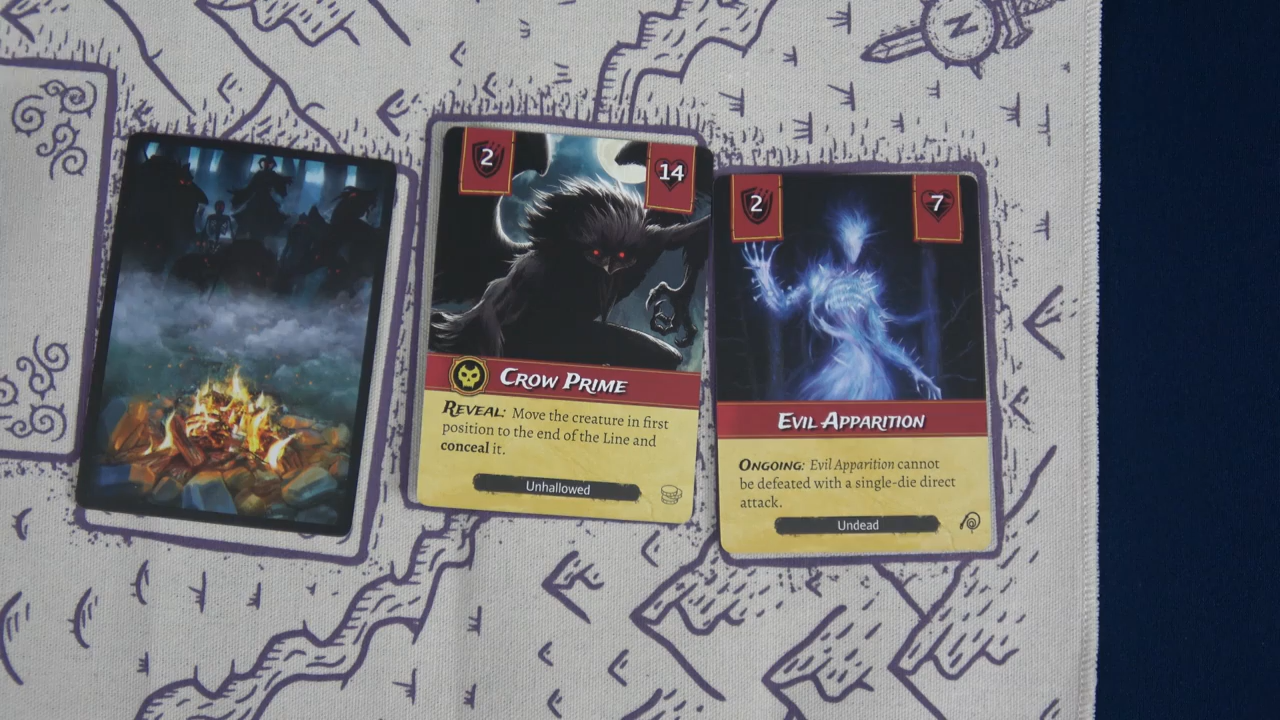 2
14
Crow Prime
Reveal: Move the creature in first
position to the end of the Line and
conceal it.
Unhallowed
2
7
Evil Apparition
Ongoing: Evil Apparition cannot
be defeated with a single-die direct
attack.
Undead
N